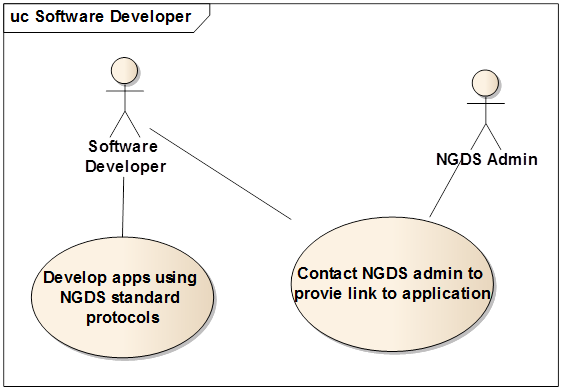 uc Software Developer
Software
Developer
NGDS Admin
Develop apps using
NGDS standard
protocols
Contact NGDS admin to
provie link to application